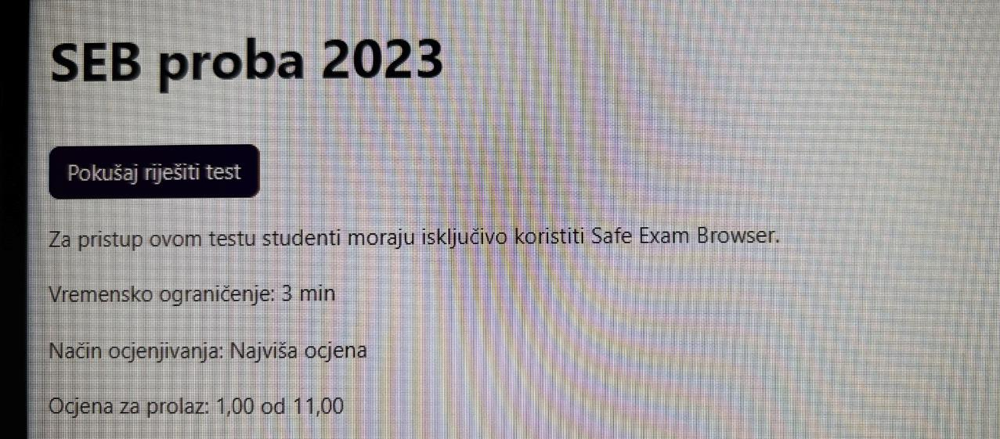 SEB proba 2023
Pokušaj riješiti test
Za pristup ovom testu studenti moraju isključivo koristiti Safe Exam Browser.
Vremensko ograničenje: 3 min
Način ocjenjivanja: Najviša ocjena
Ocjena za prolaz: 1,00 od 11,00